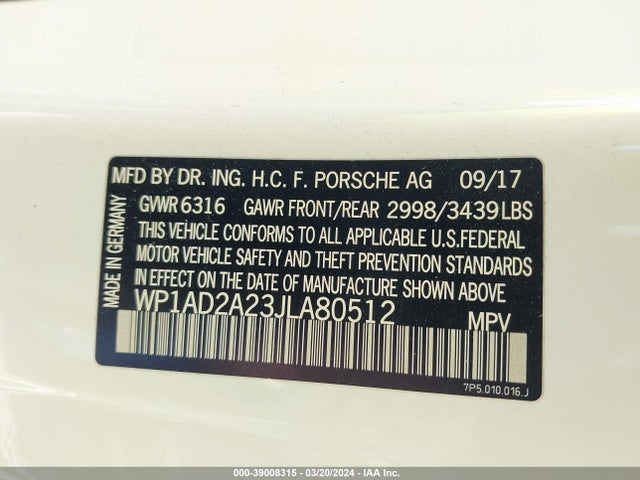 MFD BY DR. ING. H.C. F. PORSCHE AG 09/17
GVWR 6316 GAWR FRONT/REAR 2998/3439 LBS
THIS VEHICLE CONFORMS TO ALL APPLICABLE U.S.FEDERAL
MOTOR VEHICLE SAFETY AND THEFT PREVENTION STANDARDS
IN EFFECT ON THE DATE OF MANUFACTURE SHOWN ABOVE
WP1AD2A23JLA80512 MPV
MADE IN GERMANY
7P5.010.016.J
000-39008315 - 03/20/2024 - IAA Inc.